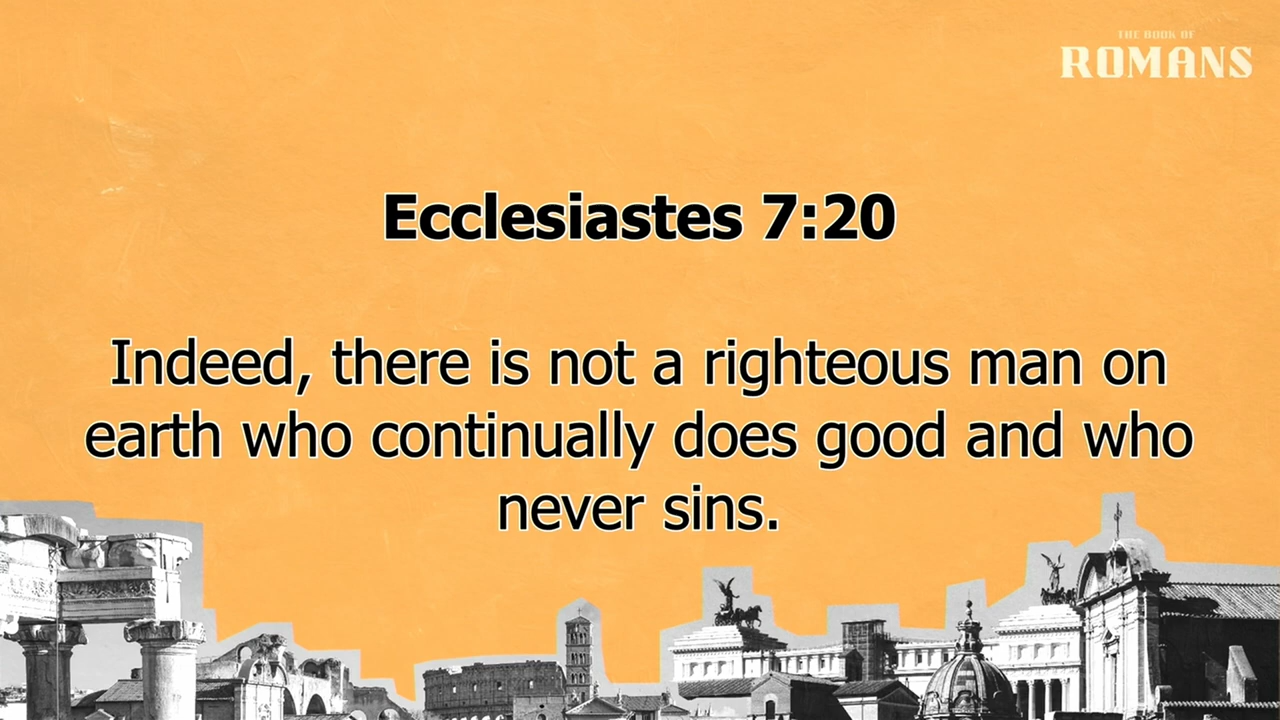 THE BOOK OF
ROMANS
Ecclesiastes 7:20
Indeed, there is not a righteous man on
earth who continually does good and who
never sins.